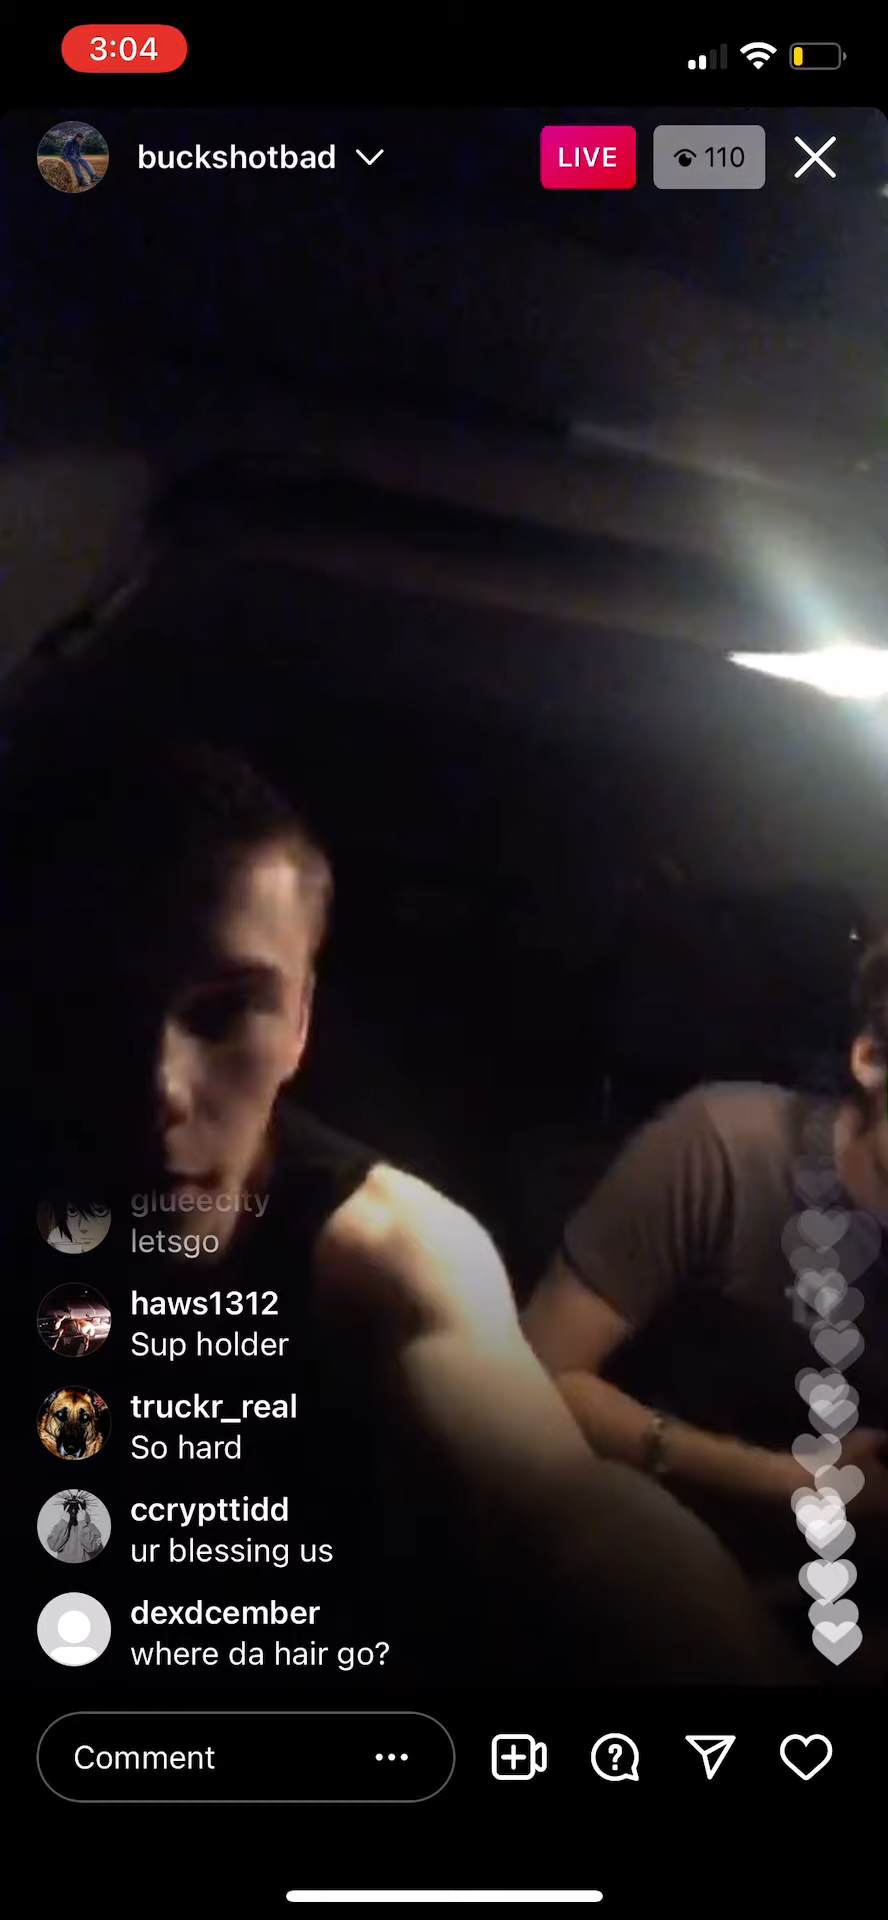 3:04
buckshotbad
LIVE
110
glueecity
letsgo
haws1312
Sup holder
truckr_real
So hard
ccrypttidd
ur blessing us
dexdcember
where da hair go?
Comment